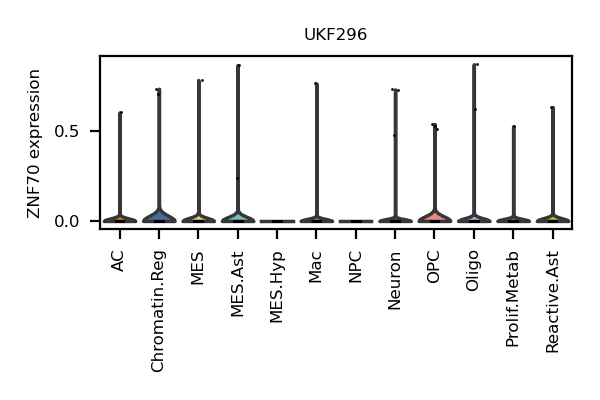 UKF296
ZNF70 expression
0.5
0.0
AC
Chromatin.Reg
MES
MES.Ast
MES.Hyp
Mac
NPC
Neuron
OPC
Oligo
Prolif.Metab
Reactive.Ast